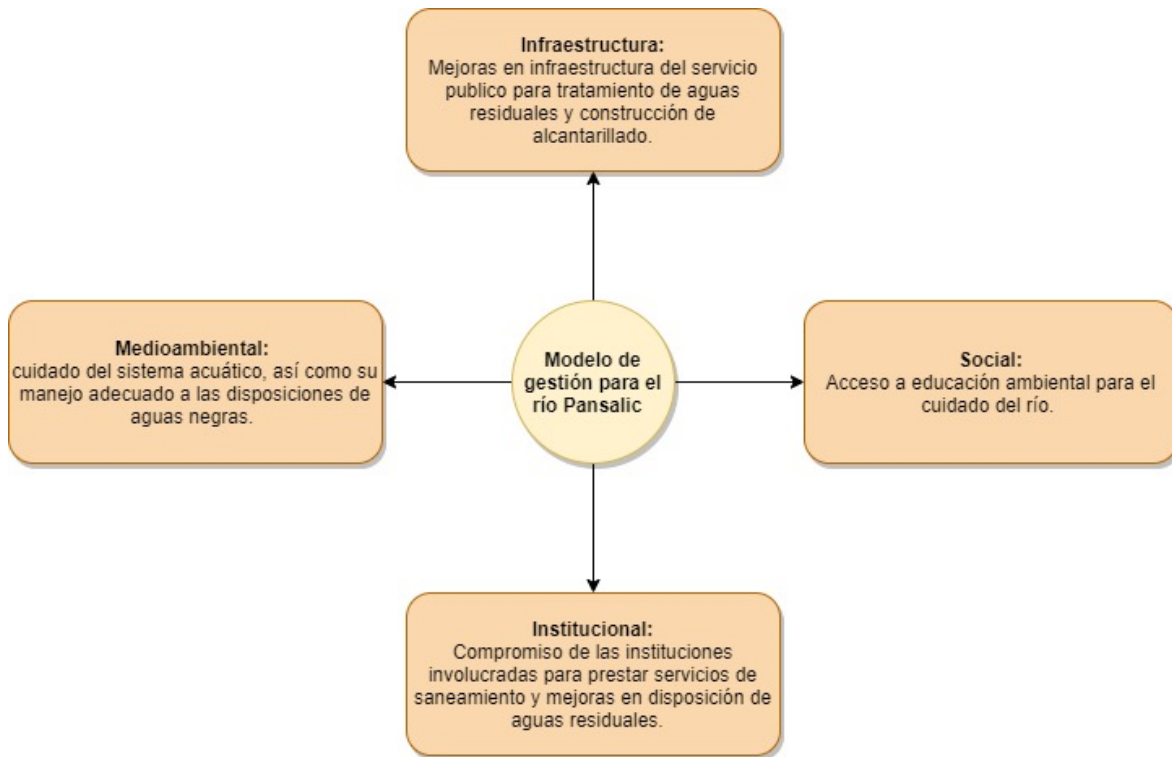 Infraestructura:
Mejoras en infraestructura del servicio
publico para tratamiento de aguas
residuales y construcción de
alcantarillado.
Medioambiental:
cuidado del sistema acuático, así como su
manejo adecuado a las disposiciones de
aguas negras.
Modelo de
gestión para el
río Pansalic
Social:
Acceso a educación ambiental para el
cuidado del río.
Institucional:
Compromiso de las instituciones
involucradas para prestar servicios de
saneamiento y mejoras en disposición de
aguas residuales.